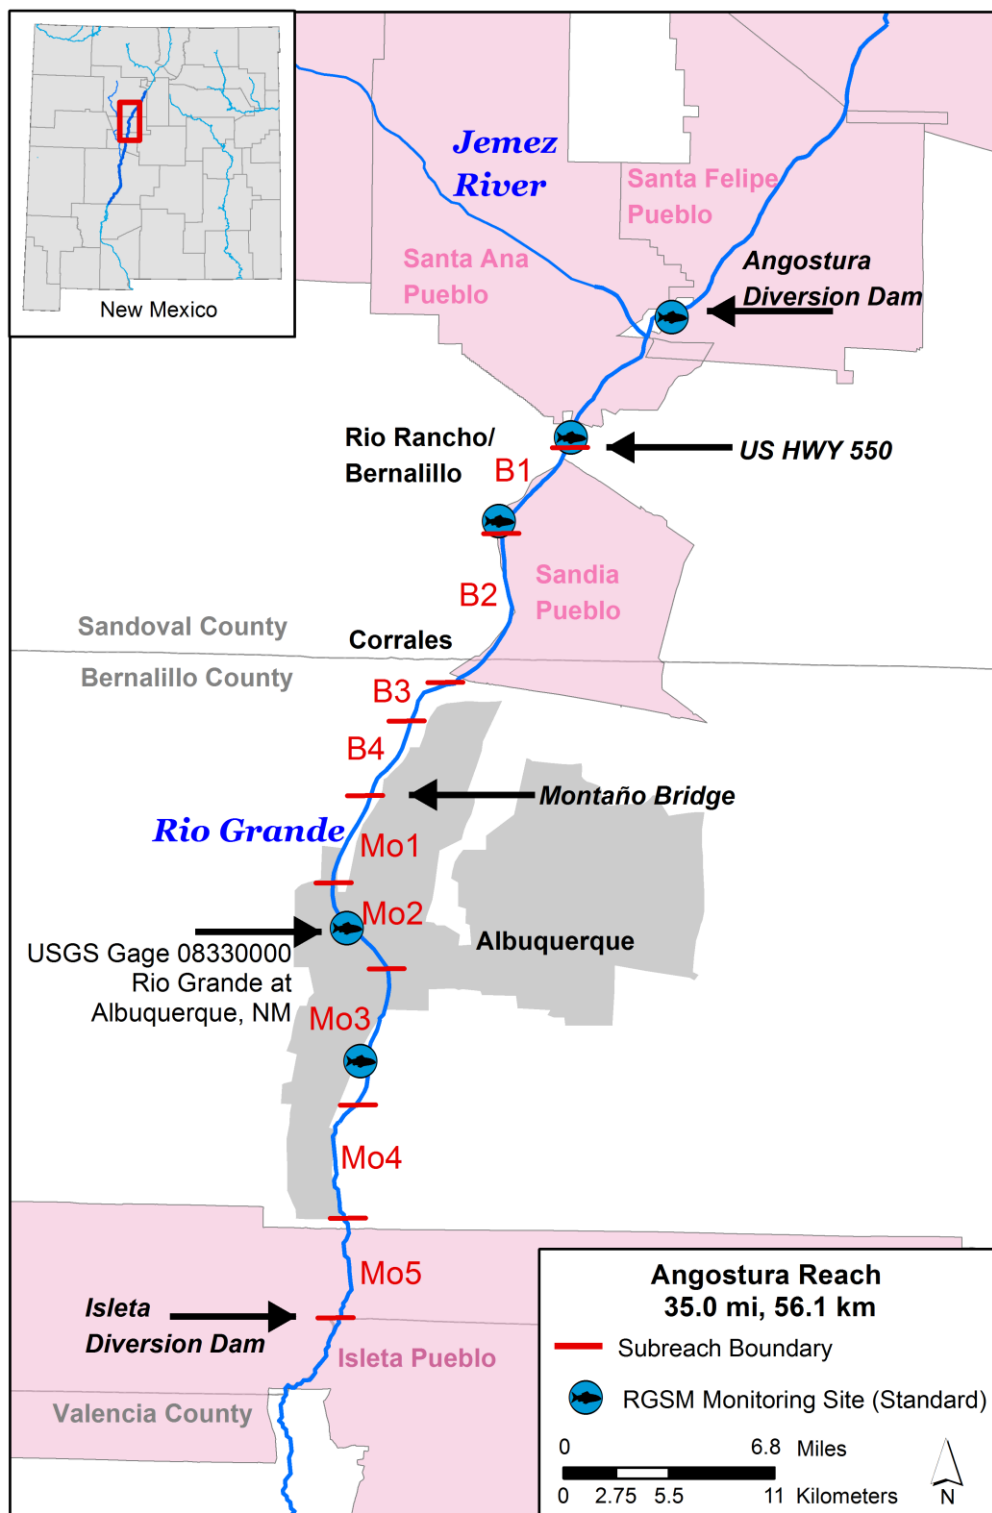 New Mexico
Jemez
River
Santa Felipe
Pueblo
Santa Ana
Pueblo
Angostura
Diversion Dam
Rio Rancho/
Bernalillo
US HWY 550
B1
B2
Sandia
Pueblo
Sandoval County
Corrales
Bernalillo County
B3
B4
Montaño Bridge
Rio Grande
Mo1
Mo2
Albuquerque
USGS Gage 08330000
Rio Grande at
Albuquerque, NM
Mo3
Mo4
Mo5
Isleta
Diversion Dam
Isleta Pueblo
Valencia County
Angostura Reach
35.0 mi, 56.1 km
Subreach Boundary
RGSM Monitoring Site (Standard)
0 6.8 Miles
0 2.75 5.5 11 Kilometers
N